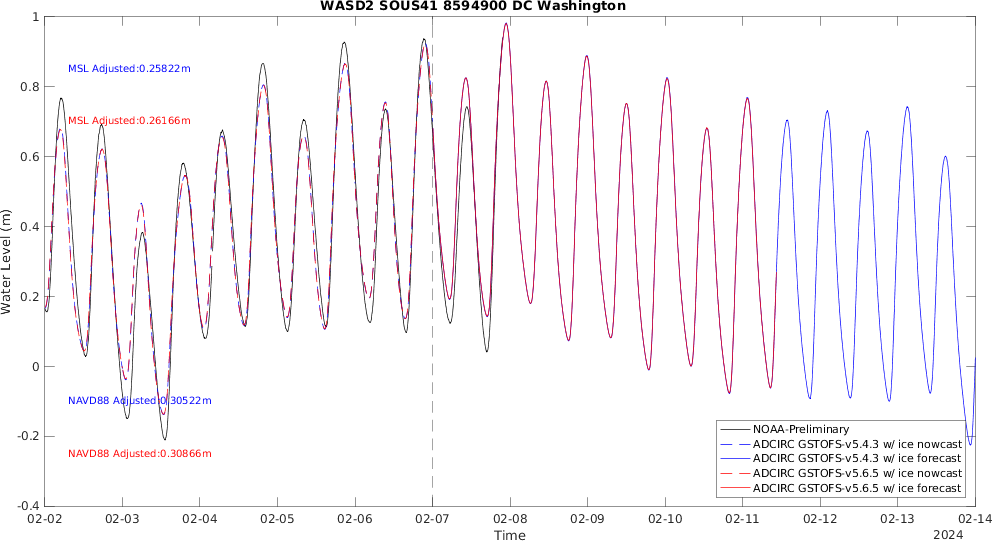 WASD2 SOUS41 8594900 DC Washington
1
0.8
0.6
0.4
0.2
0
-0.2
-0.4
Water Level (m)
MSL Adjusted:0.25822m
MSL Adjusted:0.26166m
NAVD88 Adjusted:0.30522m
NAVD88 Adjusted:0.30866m
NOAA-Preliminary
ADCIRC GSTOFS-v5.4.3 w/ ice nowcast
ADCIRC GSTOFS-v5.4.3 w/ ice forecast
ADCIRC GSTOFS-v5.6.5 w/ ice nowcast
ADCIRC GSTOFS-v5.6.5 w/ ice forecast
02-02 02-03 02-04 02-05 02-06 02-07 02-08 02-09 02-10 02-11 02-12 02-13 02-14
Time
2024